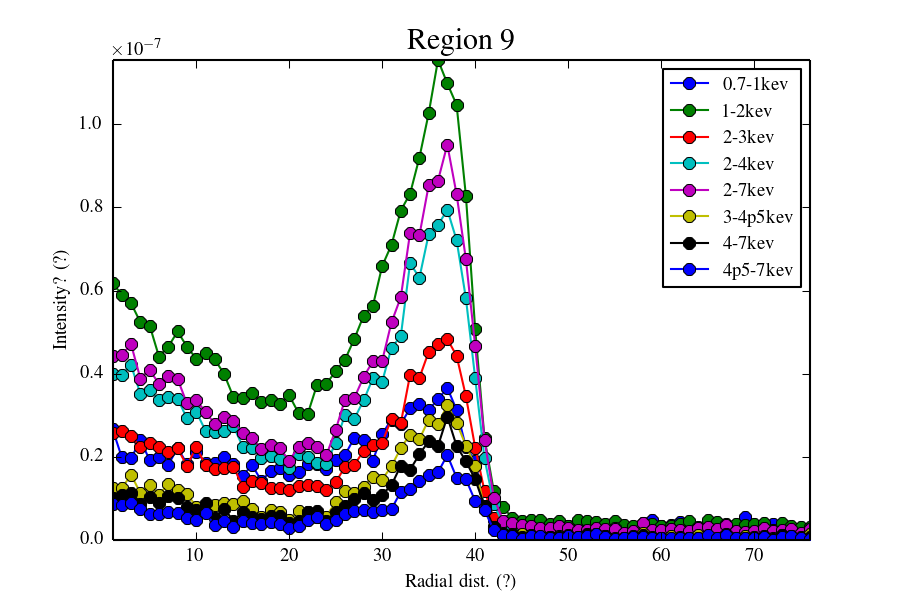 Region 9
×10−7
1.0
0.8
0.6
0.4
0.2
0.0
Intensity? (?)
10 20 30 40 50 60 70
Radial dist. (?)
0.7-1kev
1-2kev
2-3kev
2-4kev
2-7kev
3-4p5kev
4-7kev
4p5-7kev